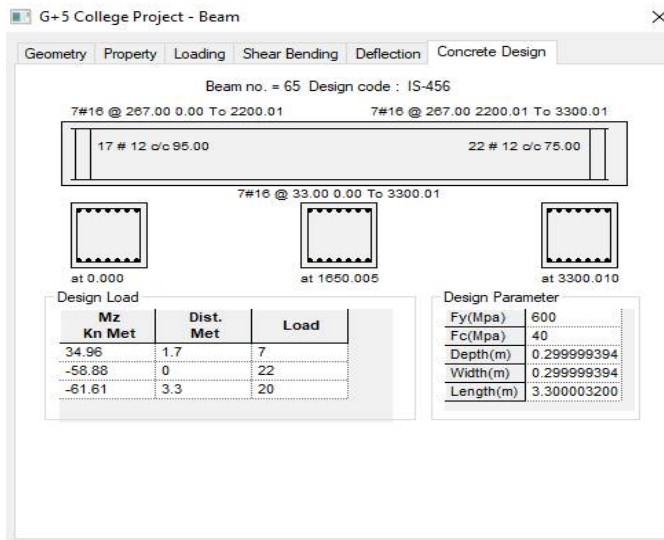 G+5 College Project - Beam
Geometry Property Loading Shear Bending Deflection Concrete Design
Beam no. = 65 Design code : IS-456
7#16 @ 267.00 0.00 To 2200.01 7#16 @ 267.00 2200.01 To 3300.01
17 # 12 c/c 95.00 22 # 12 c/c 75.00
7#16 @ 33.00 0.00 To 3300.01
at 0.000 at 1650.005 at 3300.010
Design Load Design Parameter
Mz Kn Met Dist. Met Load
34.96 1.7 7
-58.88 0 22
-61.61 3.3 20
Fy(Mpa) 600
Fc(Mpa) 40
Depth(m) 0.299999394
Width(m) 0.299999394
Length(m) 3.300003200